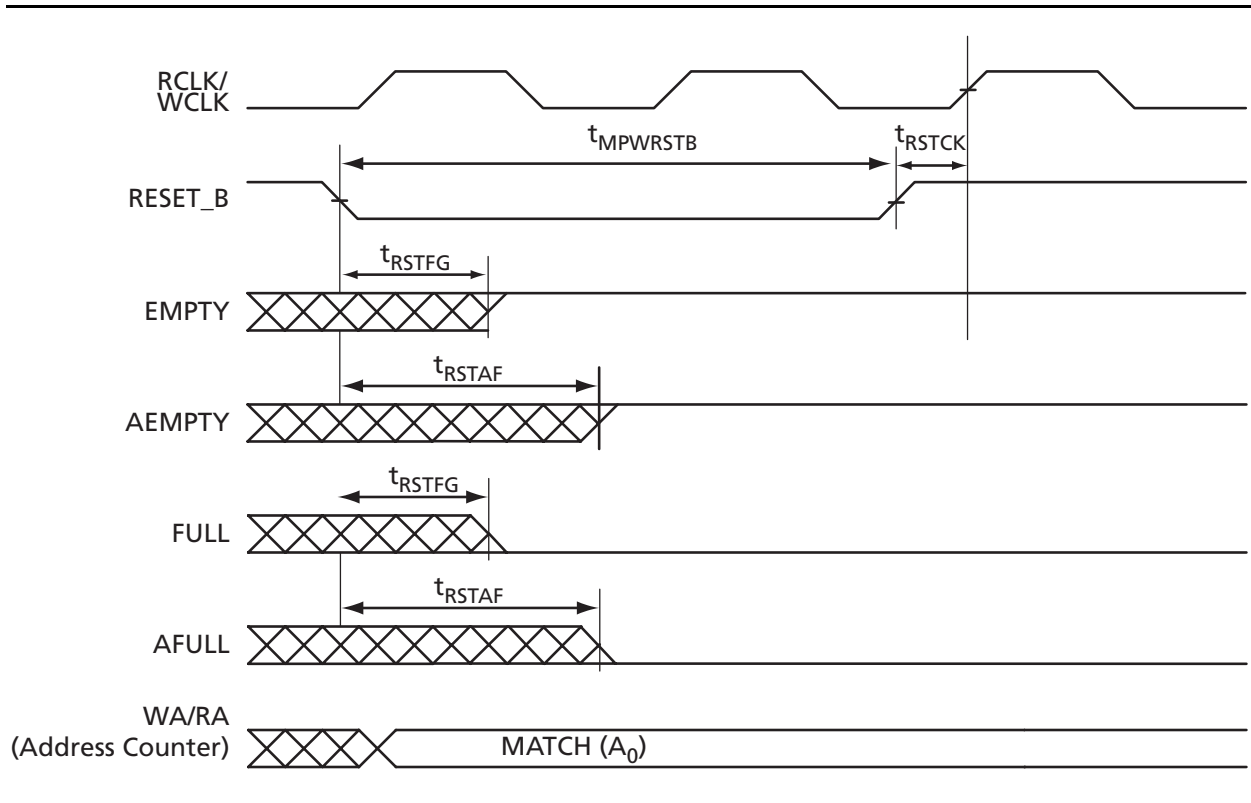 RCLK/
WCLK
tMPWRSTB
tRSTCK
RESET_B
tRSTFG
EMPTY
tRSTAF
AEMPTY
tRSTFG
FULL
tRSTAF
AFULL
WA/RA
(Address Counter)
MATCH (A0)